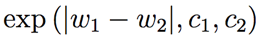 exp (|w₁ − w₂|, c₁, c₂)